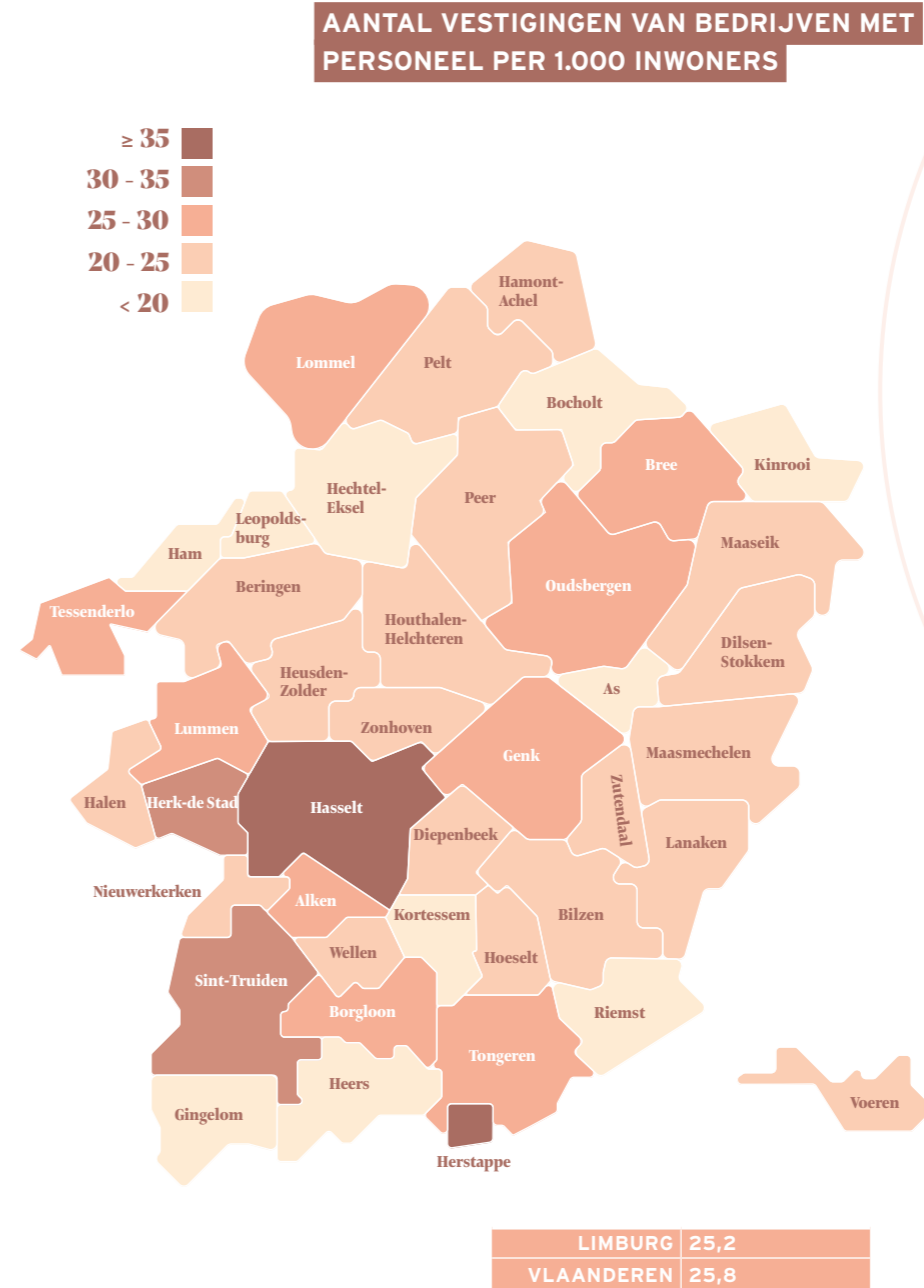 AANTAL VESTIGINGEN VAN BEDRIJVEN MET
PERSONEEL PER 1.000 INWONERS
≥ 35
30 - 35
25 - 30
20 - 25
< 20
Hamont-
Achel
Lommel
Pelt
Bocholt
Bree
Kinrooi
Hechtel-
Eksel
Peer
Leopolds-
burg
Ham
Maaseik
Beringen
Oudsbergen
Tessenderlo
Houthalen-
Helchteren
Dilsen-
Stokkem
Heusden-
Zolder
As
Lummen
Zonhoven
Genk
Maasmechelen
Halen
Herk-de Stad
Hasselt
Zutendaal
Diepenbeek
Lanaken
Nieuwerkerken
Alken
Kortessem
Bilzen
Wellen
Hoeselt
Sint-Truiden
Borgloon
Riemst
Tongeren
Heers
Gingelom
Voeren
Herstappe
LIMBURG 25,2
VLAANDEREN 25,8